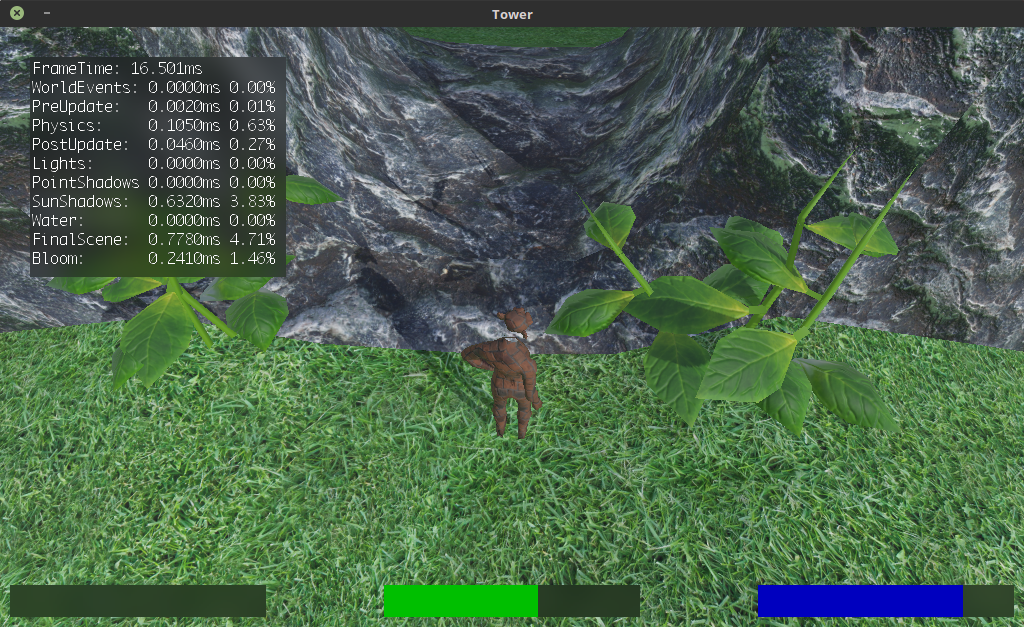 Tower
FrameTime: 16.501ms
WorldEvents: 0.0000ms 0.00%
PreUpdate: 0.0020ms 0.01%
Physics: 0.1050ms 0.63%
PostUpdate: 0.0460ms 0.27%
Lights: 0.0000ms 0.00%
PointShadows 0.0000ms 0.00%
SunShadows: 0.6320ms 3.83%
Water: 0.0000ms 0.00%
FinalScene: 0.7780ms 4.71%
Bloom: 0.2410ms 1.46%